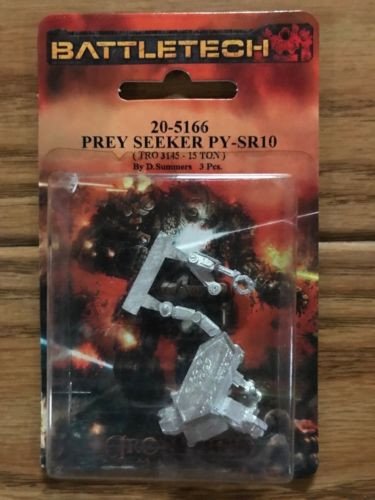 BATTLETECH
20-5166
PREY SEEKER PY-SR10
( TRO 3145 - 15 TON )
By D. Summers 3 Pcs.